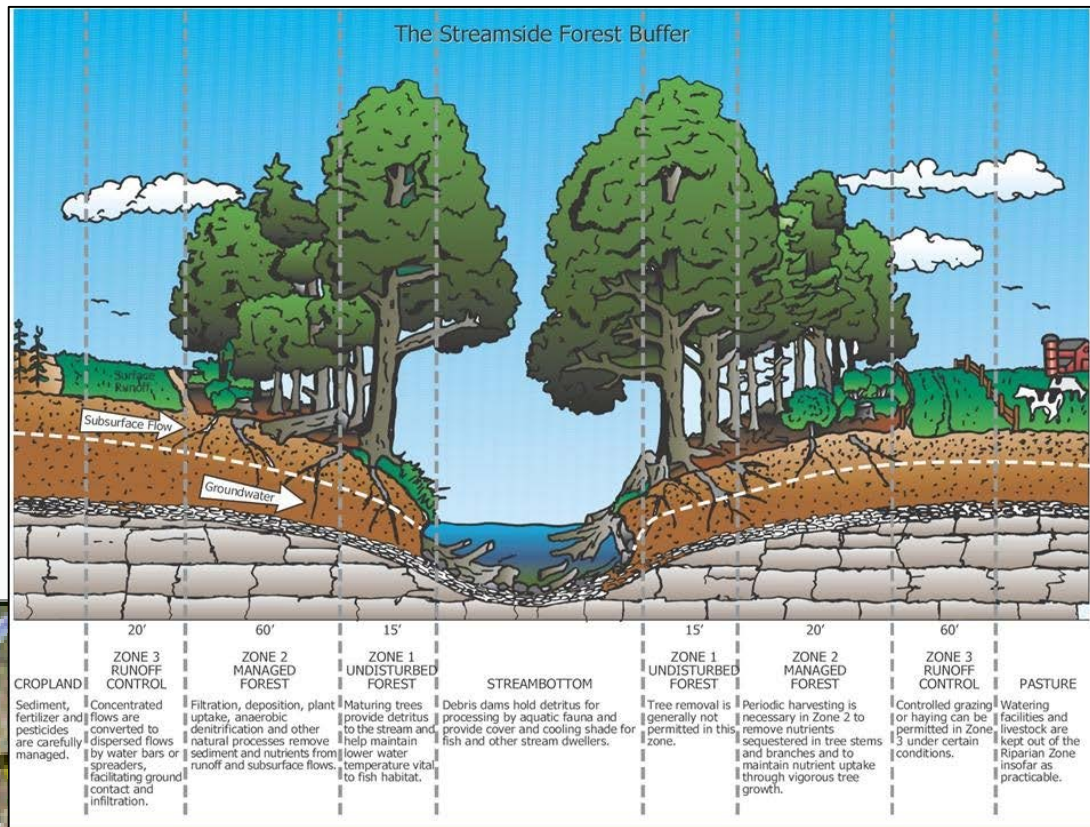 The Streamside Forest Buffer
Surface
Runoff
Subsurface Flow
Groundwater
20'
60'
15'
15'
20'
60'
CROPLAND
Sediment,
fertilizer and
pesticides
are carefully
managed.
ZONE 3
RUNOFF
CONTROL
Concentrated
flows are
converted to
dispersed flows
by water bars or
spreaders,
facilitating ground
contact and
infiltration.
ZONE 2
MANAGED
FOREST
Filtration, deposition, plant
uptake, anaerobic
denitrification and other
natural processes remove
sediment and nutrients from
runoff and subsurface flows.
ZONE 1
UNDISTURBED
FOREST
Maturing trees
provide detritus
to the stream and
help maintain
lower water
temperature vital
to fish habitat.
STREAMBOTTOM
Debris dams hold detritus for
processing by aquatic fauna and
provide cover and cooling shade for
fish and other stream dwellers.
ZONE 1
UNDISTURBED
FOREST
Tree removal is
generally not
permitted in this
zone.
ZONE 2
MANAGED
FOREST
Periodic harvesting is
necessary in Zone 2 to
remove nutrients
sequestered in tree stems
and branches and to
maintain nutrient uptake
through vigorous tree
growth.
ZONE 3
RUNOFF
CONTROL
Controlled grazing
or haying can be
permitted in Zone
3 under certain
conditions.
PASTURE
Watering
facilities and
livestock are
kept out of the
Riparian Zone
insofar as
practicable.